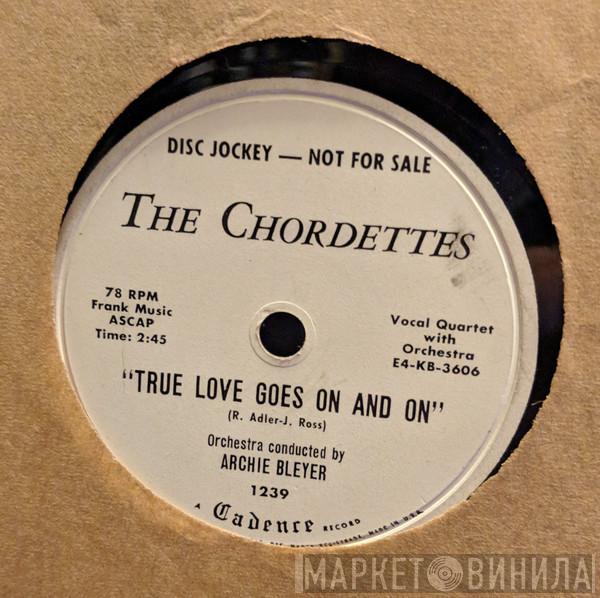 DISC JOCKEY — NOT FOR SALE
THE CHORDETTES
78 RPM
Frank Music
ASCAP
Time: 2:45
Vocal Quartet
with
Orchestra
E4-KB-3606
"TRUE LOVE GOES ON AND ON"
(R. Adler-J. Ross)
Orchestra conducted by
ARCHIE BLEYER
1239
A Cadence RECORD
MADE IN U.S.A.
МАРКЕТ ВИНИЛА